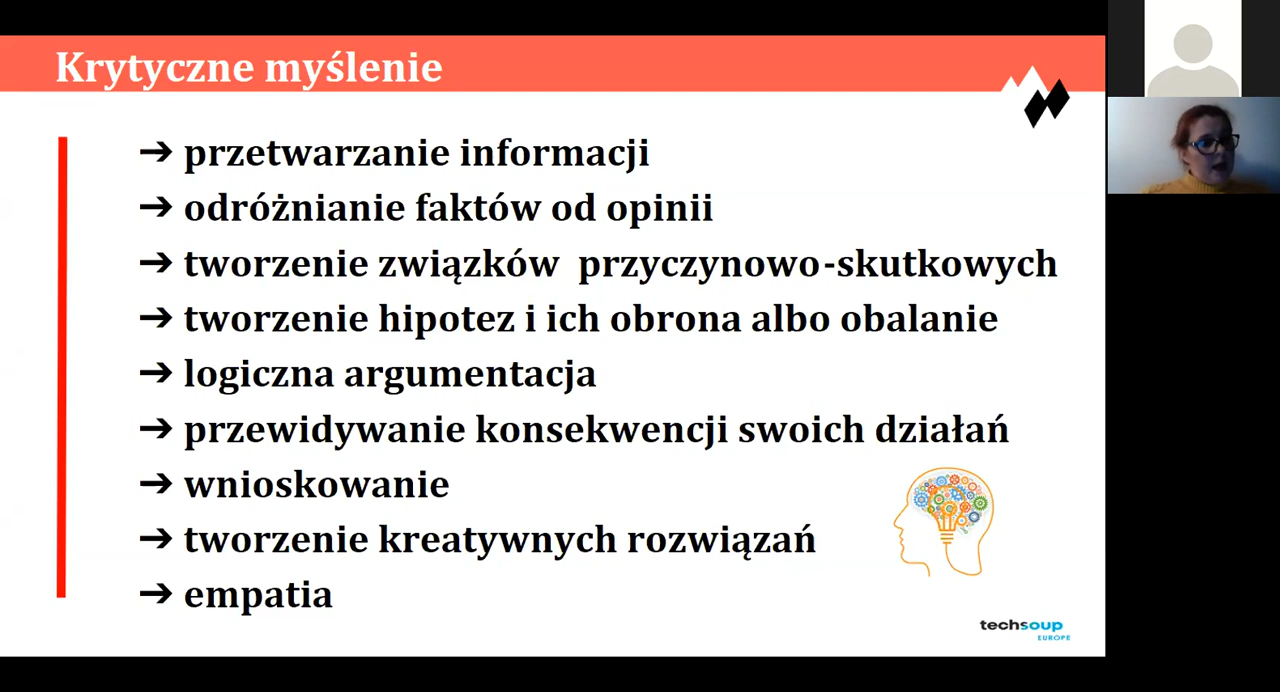 Krytyczne myślenie
➔ przetwarzanie informacji
➔ odróżnianie faktów od opinii
➔ tworzenie związków przyczynowo-skutkowych
➔ tworzenie hipotez i ich obrona albo obalanie
➔ logiczna argumentacja
➔ przewidywanie konsekwencji swoich działań
➔ wnioskowanie
➔ tworzenie kreatywnych rozwiązań
➔ empatia
techsoup
EUROPE